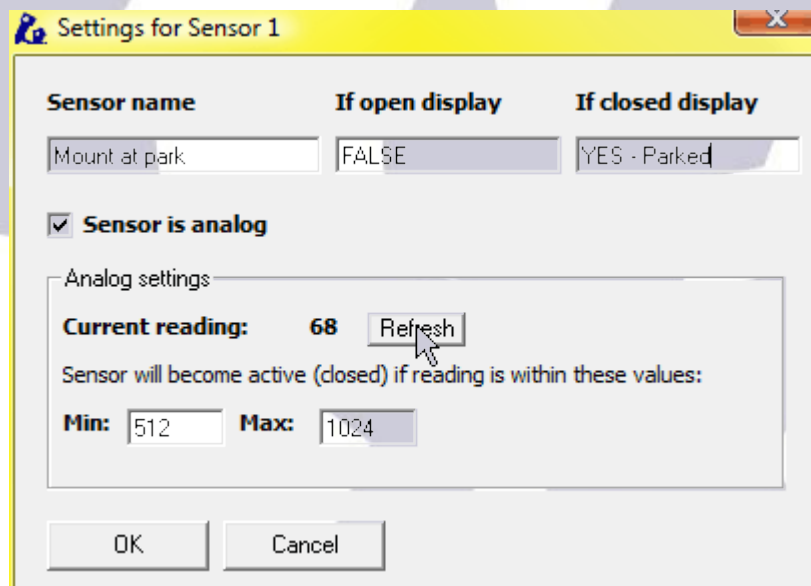 Settings for Sensor 1
X
Sensor name If open display If closed display
Mount at park FALSE YES - Parked
Sensor is analog
Analog settings
Current reading: 68 Refresh
Sensor will become active (closed) if reading is within these values:
Min: 512 Max: 1024
OK Cancel